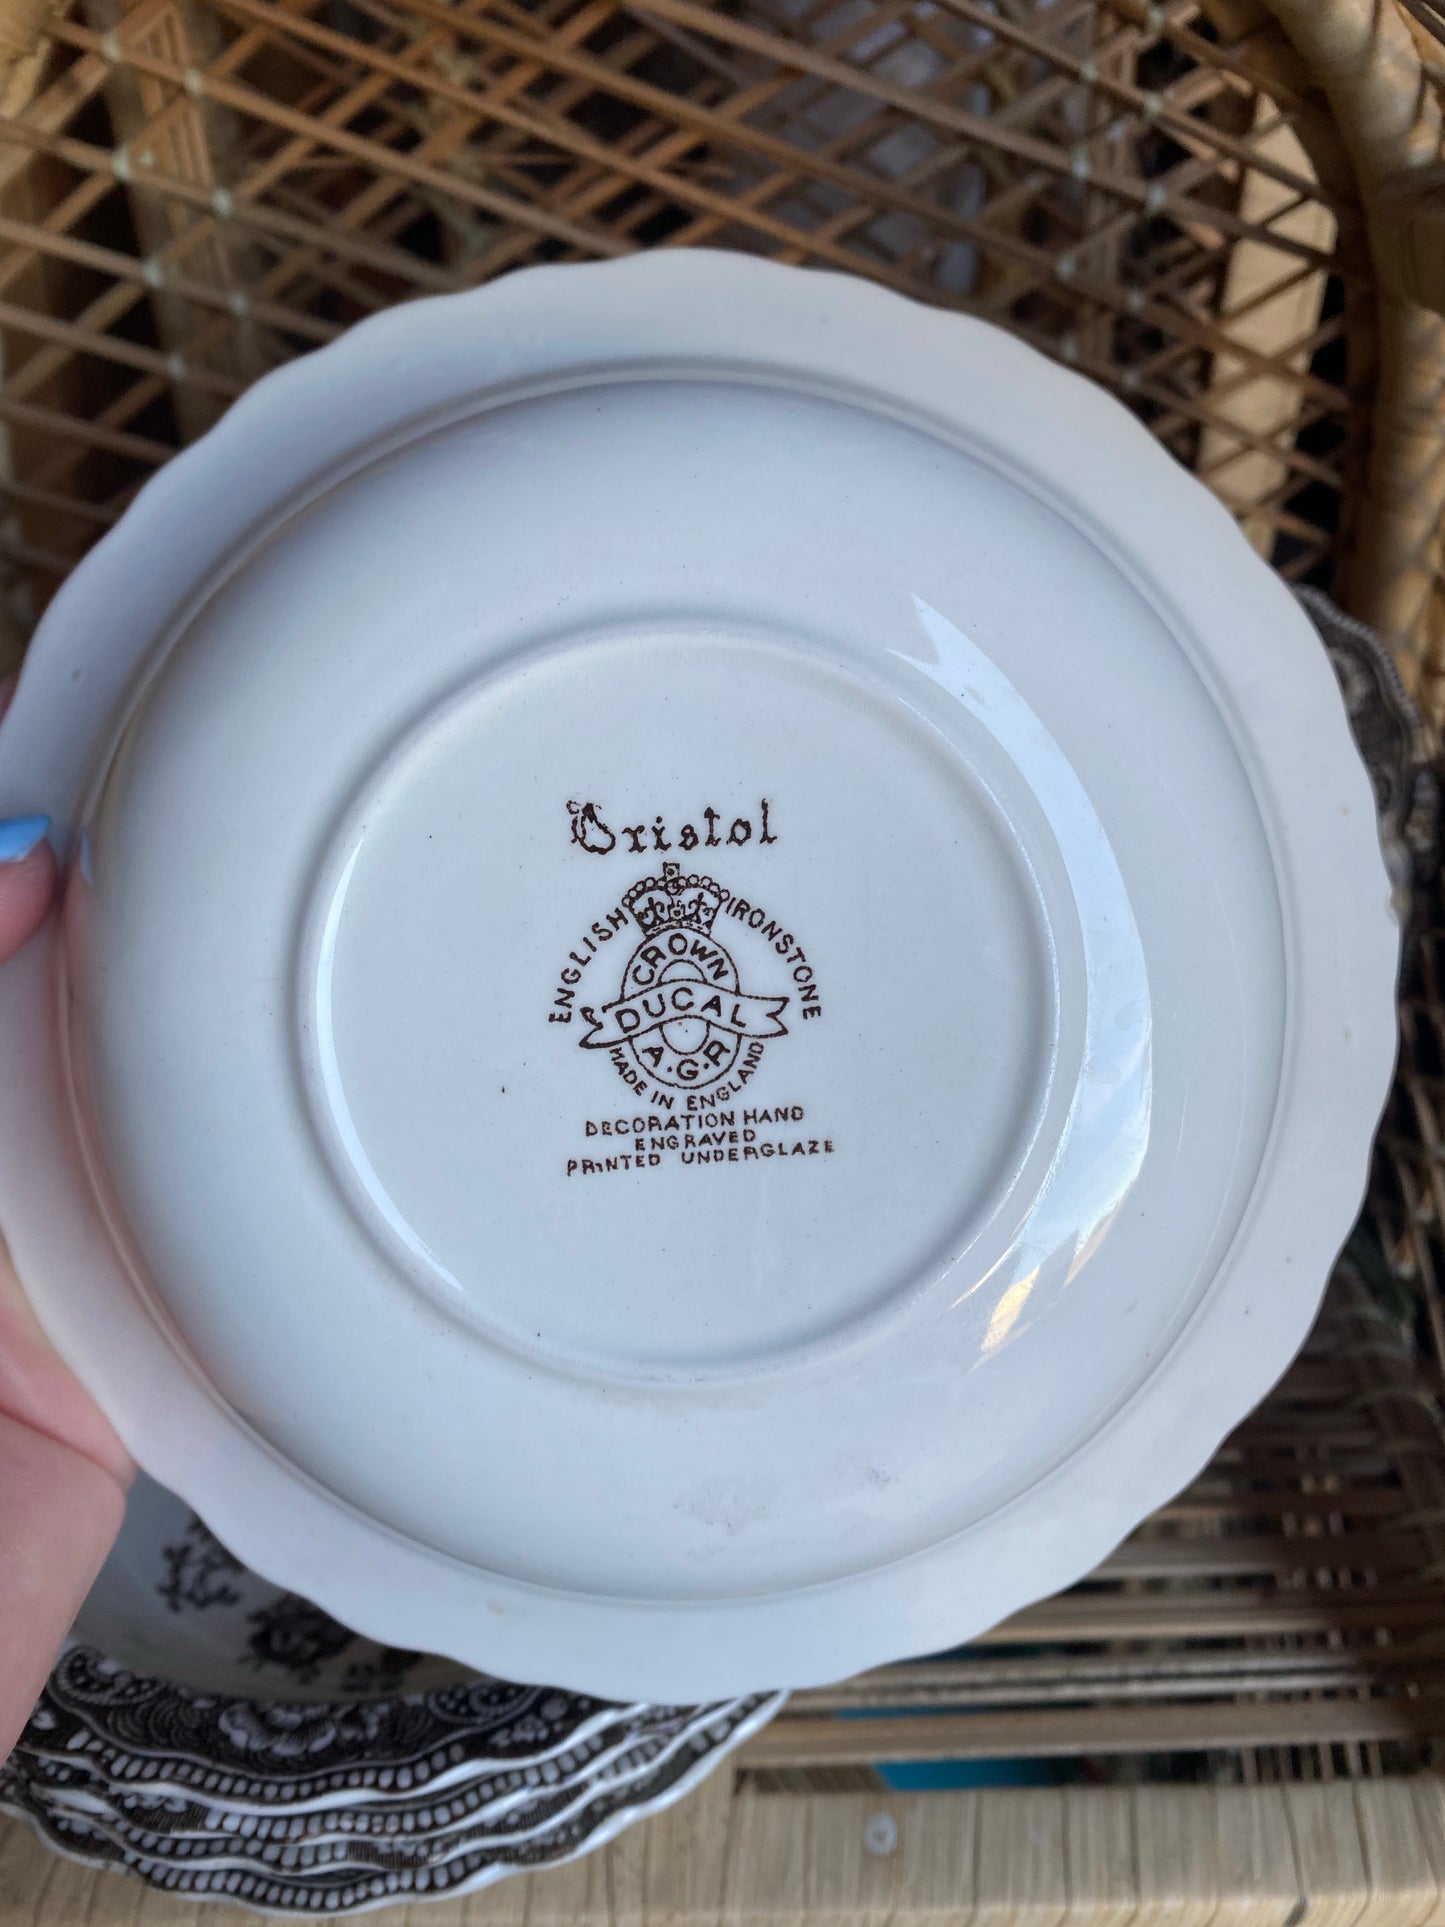 Bristol
ENGLISH IRONSTONE
CROWN
DUCAL
A.G.R
MADE IN ENGLAND
DECORATION HAND
ENGRAVED
PRINTED UNDERGLAZE